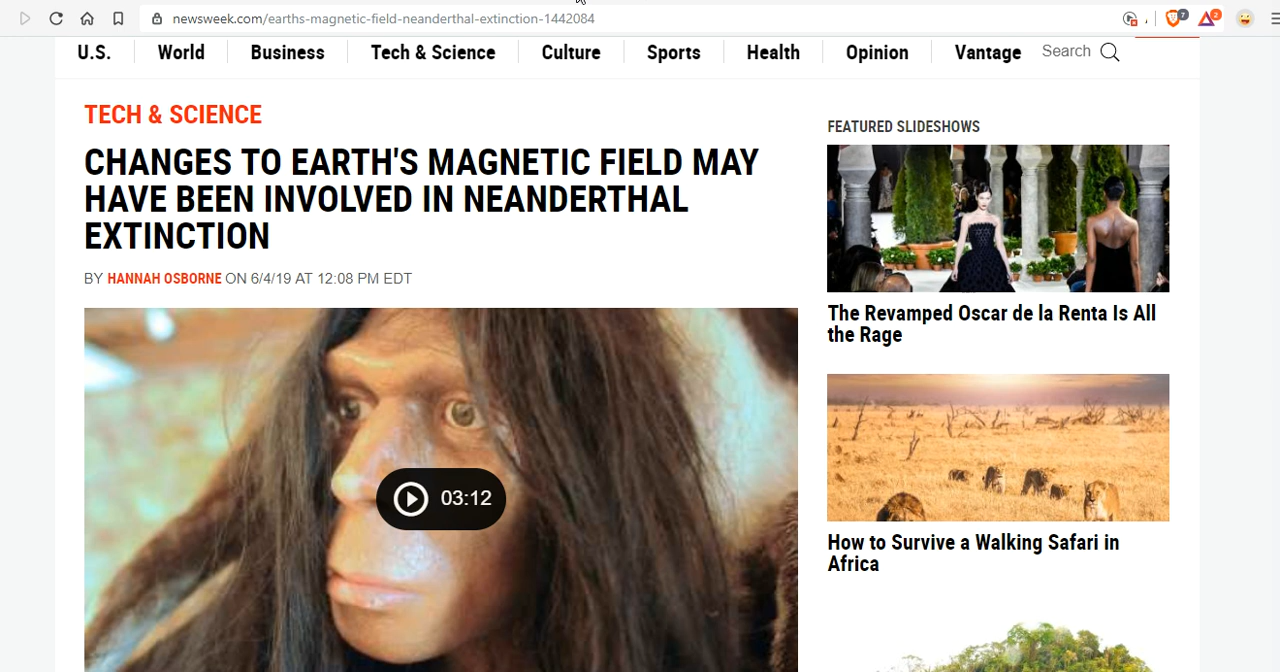 newsweek.com/earths-magnetic-field-neanderthal-extinction-1442084
7
2
U.S. World Business Tech & Science Culture Sports Health Opinion Vantage Search
TECH & SCIENCE
CHANGES TO EARTH'S MAGNETIC FIELD MAY
HAVE BEEN INVOLVED IN NEANDERTHAL
EXTINCTION
BY HANNAH OSBORNE ON 6/4/19 AT 12:08 PM EDT
03:12
FEATURED SLIDESHOWS
The Revamped Oscar de la Renta Is All
the Rage
How to Survive a Walking Safari in
Africa